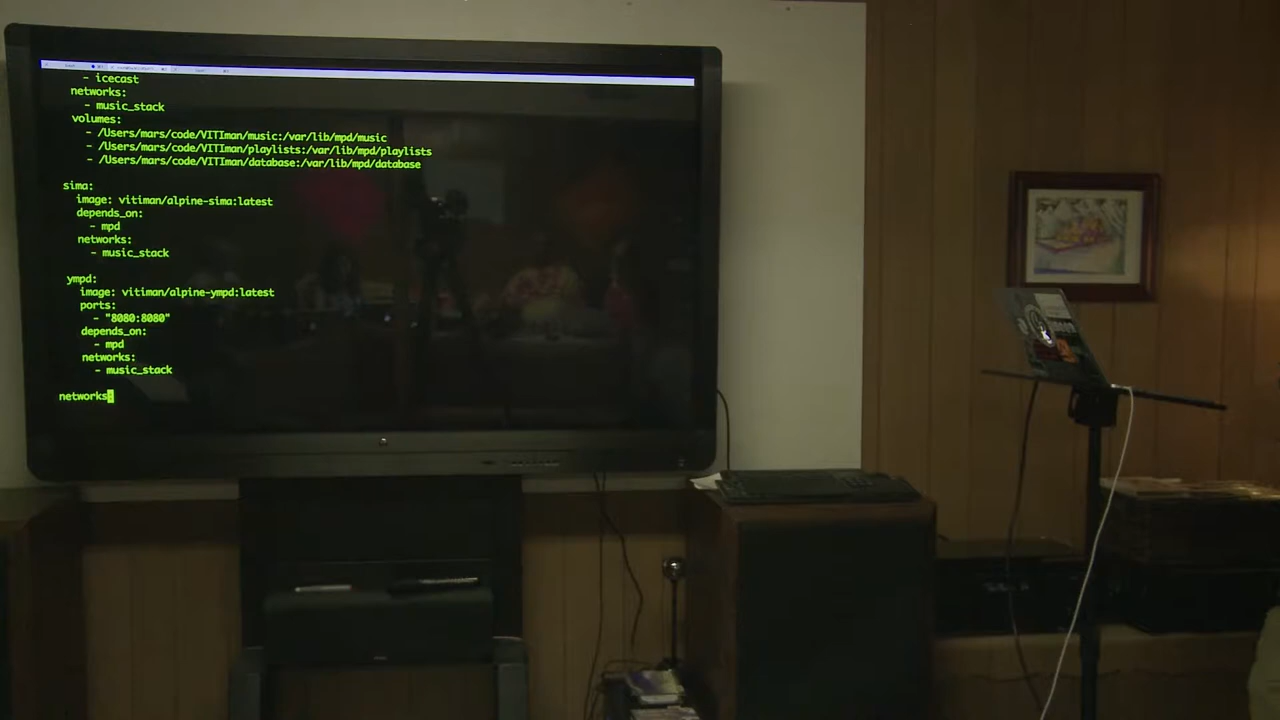 - icecast
networks:
- music_stack
volumes:
- /Users/mars/code/VITIman/music:/var/lib/mpd/music
- /Users/mars/code/VITIman/playlists:/var/lib/mpd/playlists
- /Users/mars/code/VITIman/database:/var/lib/mpd/database
sima:
image: vitiman/alpine-sima:latest
depends_on:
- mpd
networks:
- music_stack
ympd:
image: vitiman/alpine-ympd:latest
ports:
- "8080:8080"
depends_on:
- mpd
networks:
- music_stack
networks: